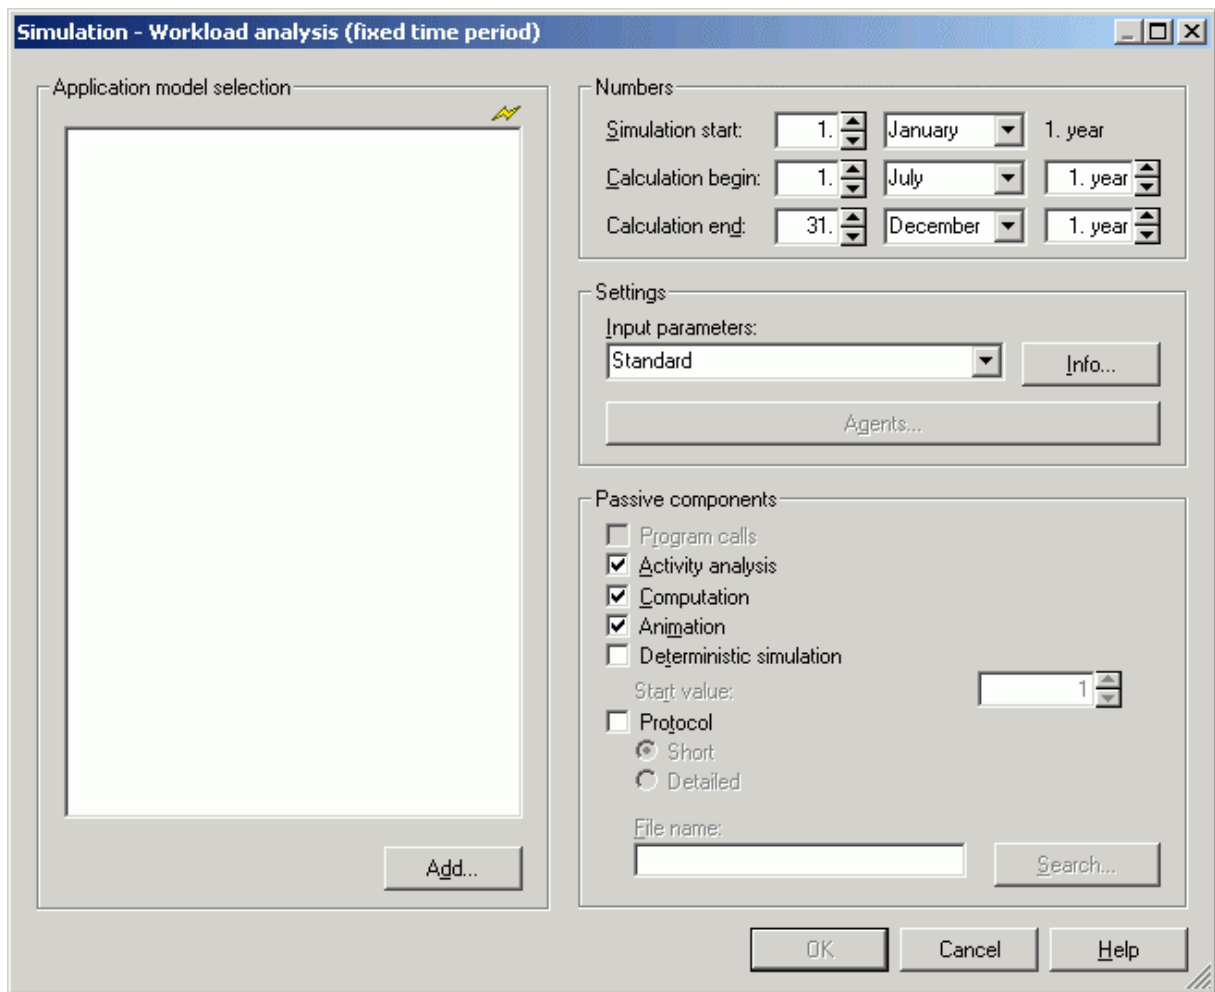 Simulation - Workload analysis (fixed time period)
Application model selection
Add...
Numbers
Simulation start: 1. January 1. year
Calculation begin: 1. July 1. year
Calculation end: 31. December 1. year
Settings
Input parameters:
Standard Info...
Agents...
Passive components
Program calls
Activity analysis
Computation
Animation
Deterministic simulation
Start value: 1
Protocol
Short
Detailed
File name:
Search...
OK Cancel Help